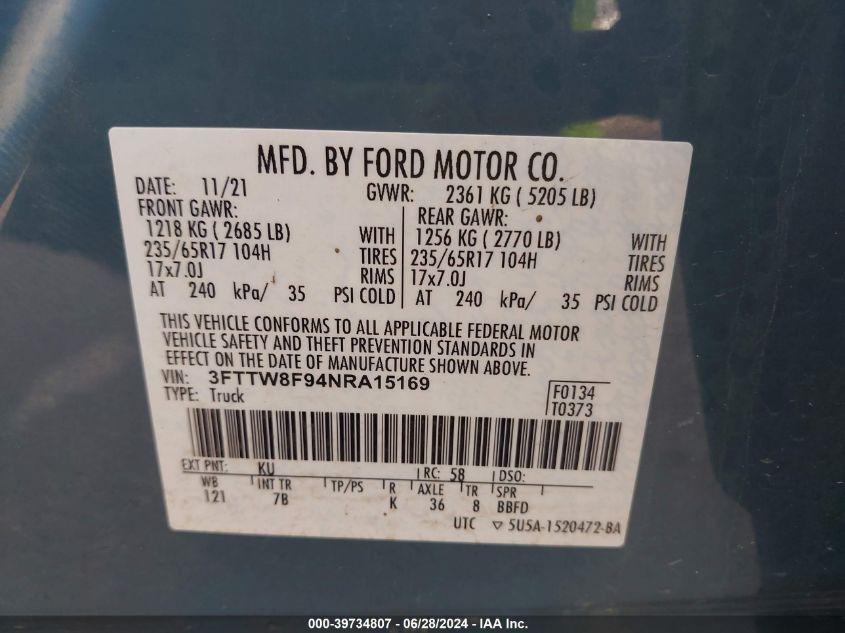 MFD. BY FORD MOTOR CO.
DATE: 11/21 GVWR: 2361 KG ( 5205 LB)
FRONT GAWR: REAR GAWR:
1218 KG ( 2685 LB) WITH 1256 KG ( 2770 LB) WITH
235/65R17 104H TIRES 235/65R17 104H TIRES
17x7.0J RIMS 17x7.0J RIMS
AT 240 kPa/ 35 PSI COLD AT 240 kPa/ 35 PSI COLD
THIS VEHICLE CONFORMS TO ALL APPLICABLE FEDERAL MOTOR
VEHICLE SAFETY AND THEFT PREVENTION STANDARDS IN
EFFECT ON THE DATE OF MANUFACTURE SHOWN ABOVE.
VIN: 3FTTW8F94NRA15169 F0134
TYPE: Truck T0373
EXT PNT: KU RC: 58 DSO:
WB INT TR TP/PS R AXLE TR SPR
121 7B K 36 8 BBFD
UTC ▽ 5U5A-1520472-BA
000-39734807 - 06/28/2024 - IAA Inc.